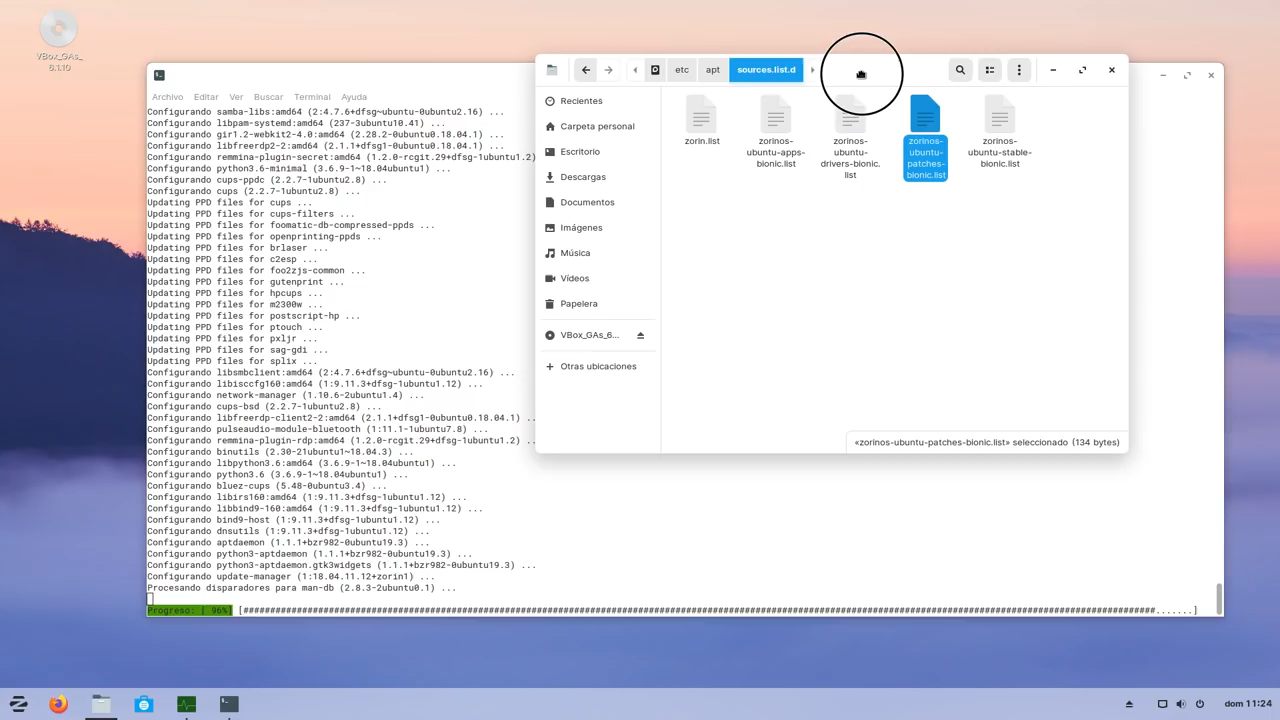 VBox_GAs_
6.1.10
Archivo Editar Ver Buscar Terminal Ayuda
Configurando samba-libs:amd64 (2:4.7.6+dfsg~ubuntu-0ubuntu2.16) ...
Configurando libpam-systemd:amd64 (237-3ubuntu10.41) ...
Configurando gir1.2-webkit2-4.0:amd64 (2.28.2-0ubuntu0.18.04.1) ...
Configurando libfreerdp2-2:amd64 (2.1.1+dfsg1-0ubuntu0.18.04.1) ...
Configurando remmina-plugin-secret:amd64 (1.2.0-rcgit.29+dfsg-1ubuntu1.2)
Configurando python3.6-minimal (3.6.9-1~18.04ubuntu1) ...
Configurando cups-ppdc (2.2.7-1ubuntu2.8) ...
Configurando cups (2.2.7-1ubuntu2.8) ...
Updating PPD files for cups ...
Updating PPD files for cups-filters ...
Updating PPD files for foomatic-db-compressed-ppds ...
Updating PPD files for openprinting-ppds ...
Updating PPD files for brlaser ...
Updating PPD files for c2esp ...
Updating PPD files for foo2zjs-common ...
Updating PPD files for gutenprint ...
Updating PPD files for hpcups ...
Updating PPD files for m2300w ...
Updating PPD files for postscript-hp ...
Updating PPD files for ptouch ...
Updating PPD files for pxljr ...
Updating PPD files for sag-gdi ...
Updating PPD files for splix ...
Configurando libsmbclient:amd64 (2:4.7.6+dfsg~ubuntu-0ubuntu2.16) ...
Configurando libisccfg160:amd64 (1:9.11.3+dfsg-1ubuntu1.12) ...
Configurando network-manager (1.10.6-2ubuntu1.4) ...
Configurando cups-bsd (2.2.7-1ubuntu2.8) ...
Configurando libfreerdp-client2-2:amd64 (2.1.1+dfsg1-0ubuntu0.18.04.1) ...
Configurando pulseaudio-module-bluetooth (1:11.1-1ubuntu7.8) ...
Configurando remmina-plugin-rdp:amd64 (1.2.0-rcgit.29+dfsg-1ubuntu1.2) ...
Configurando binutils (2.30-21ubuntu1~18.04.3) ...
Configurando libpython3.6:amd64 (3.6.9-1~18.04ubuntu1) ...
Configurando python3.6 (3.6.9-1~18.04ubuntu1) ...
Configurando bluez-cups (5.48-0ubuntu3.4) ...
Configurando libirs160:amd64 (1:9.11.3+dfsg-1ubuntu1.12) ...
Configurando libbind9-160:amd64 (1:9.11.3+dfsg-1ubuntu1.12) ...
Configurando bind9-host (1:9.11.3+dfsg-1ubuntu1.12) ...
Configurando dnsutils (1:9.11.3+dfsg-1ubuntu1.12) ...
Configurando aptdaemon (1.1.1+bzr982-0ubuntu19.3) ...
Configurando python3-aptdaemon (1.1.1+bzr982-0ubuntu19.3) ...
Configurando python3-aptdaemon.gtk3widgets (1.1.1+bzr982-0ubuntu19.3) ...
Configurando update-manager (1:18.04.11.12+zorin1) ...
Procesando disparadores para man-db (2.8.3-2ubuntu0.1) ...
Progreso: [ 96%] [##########################################################################################################################################################################.......]
etc apt sources.list.d
Recientes
Carpeta personal
Escritorio
Descargas
Documentos
Imágenes
Música
Vídeos
Papelera
VBox_GAs_6...
Otras ubicaciones
zorin.list
zorinos-
ubuntu-apps-
bionic.list
zorinos-
ubuntu-
drivers-bionic.
list
zorinos-
ubuntu-
patches-
bionic.list
zorinos-
ubuntu-stable-
bionic.list
«zorinos-ubuntu-patches-bionic.list» seleccionado (134 bytes)
dom 11:24